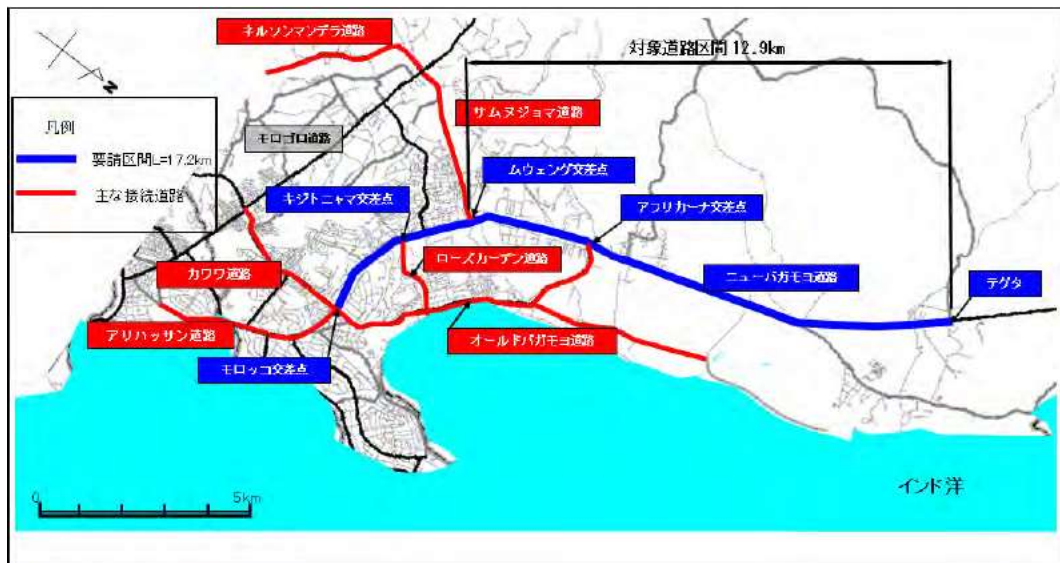 ネルソンマンデラ道路
対象道路区間 12.9km
N
サムヌジョマ道路
凡例
モロゴロ道路
要請区間L=17.2km
ムウェンゲ交差点
主な接続道路
キジトニャマ交差点
アフリカーナ交差点
ローズガーデン道路
カワワ道路
ニューバガモヨ道路
テゲタ
アリハッサン道路
オールドバガモヨ道路
モロッコ交差点
インド洋
0
5km